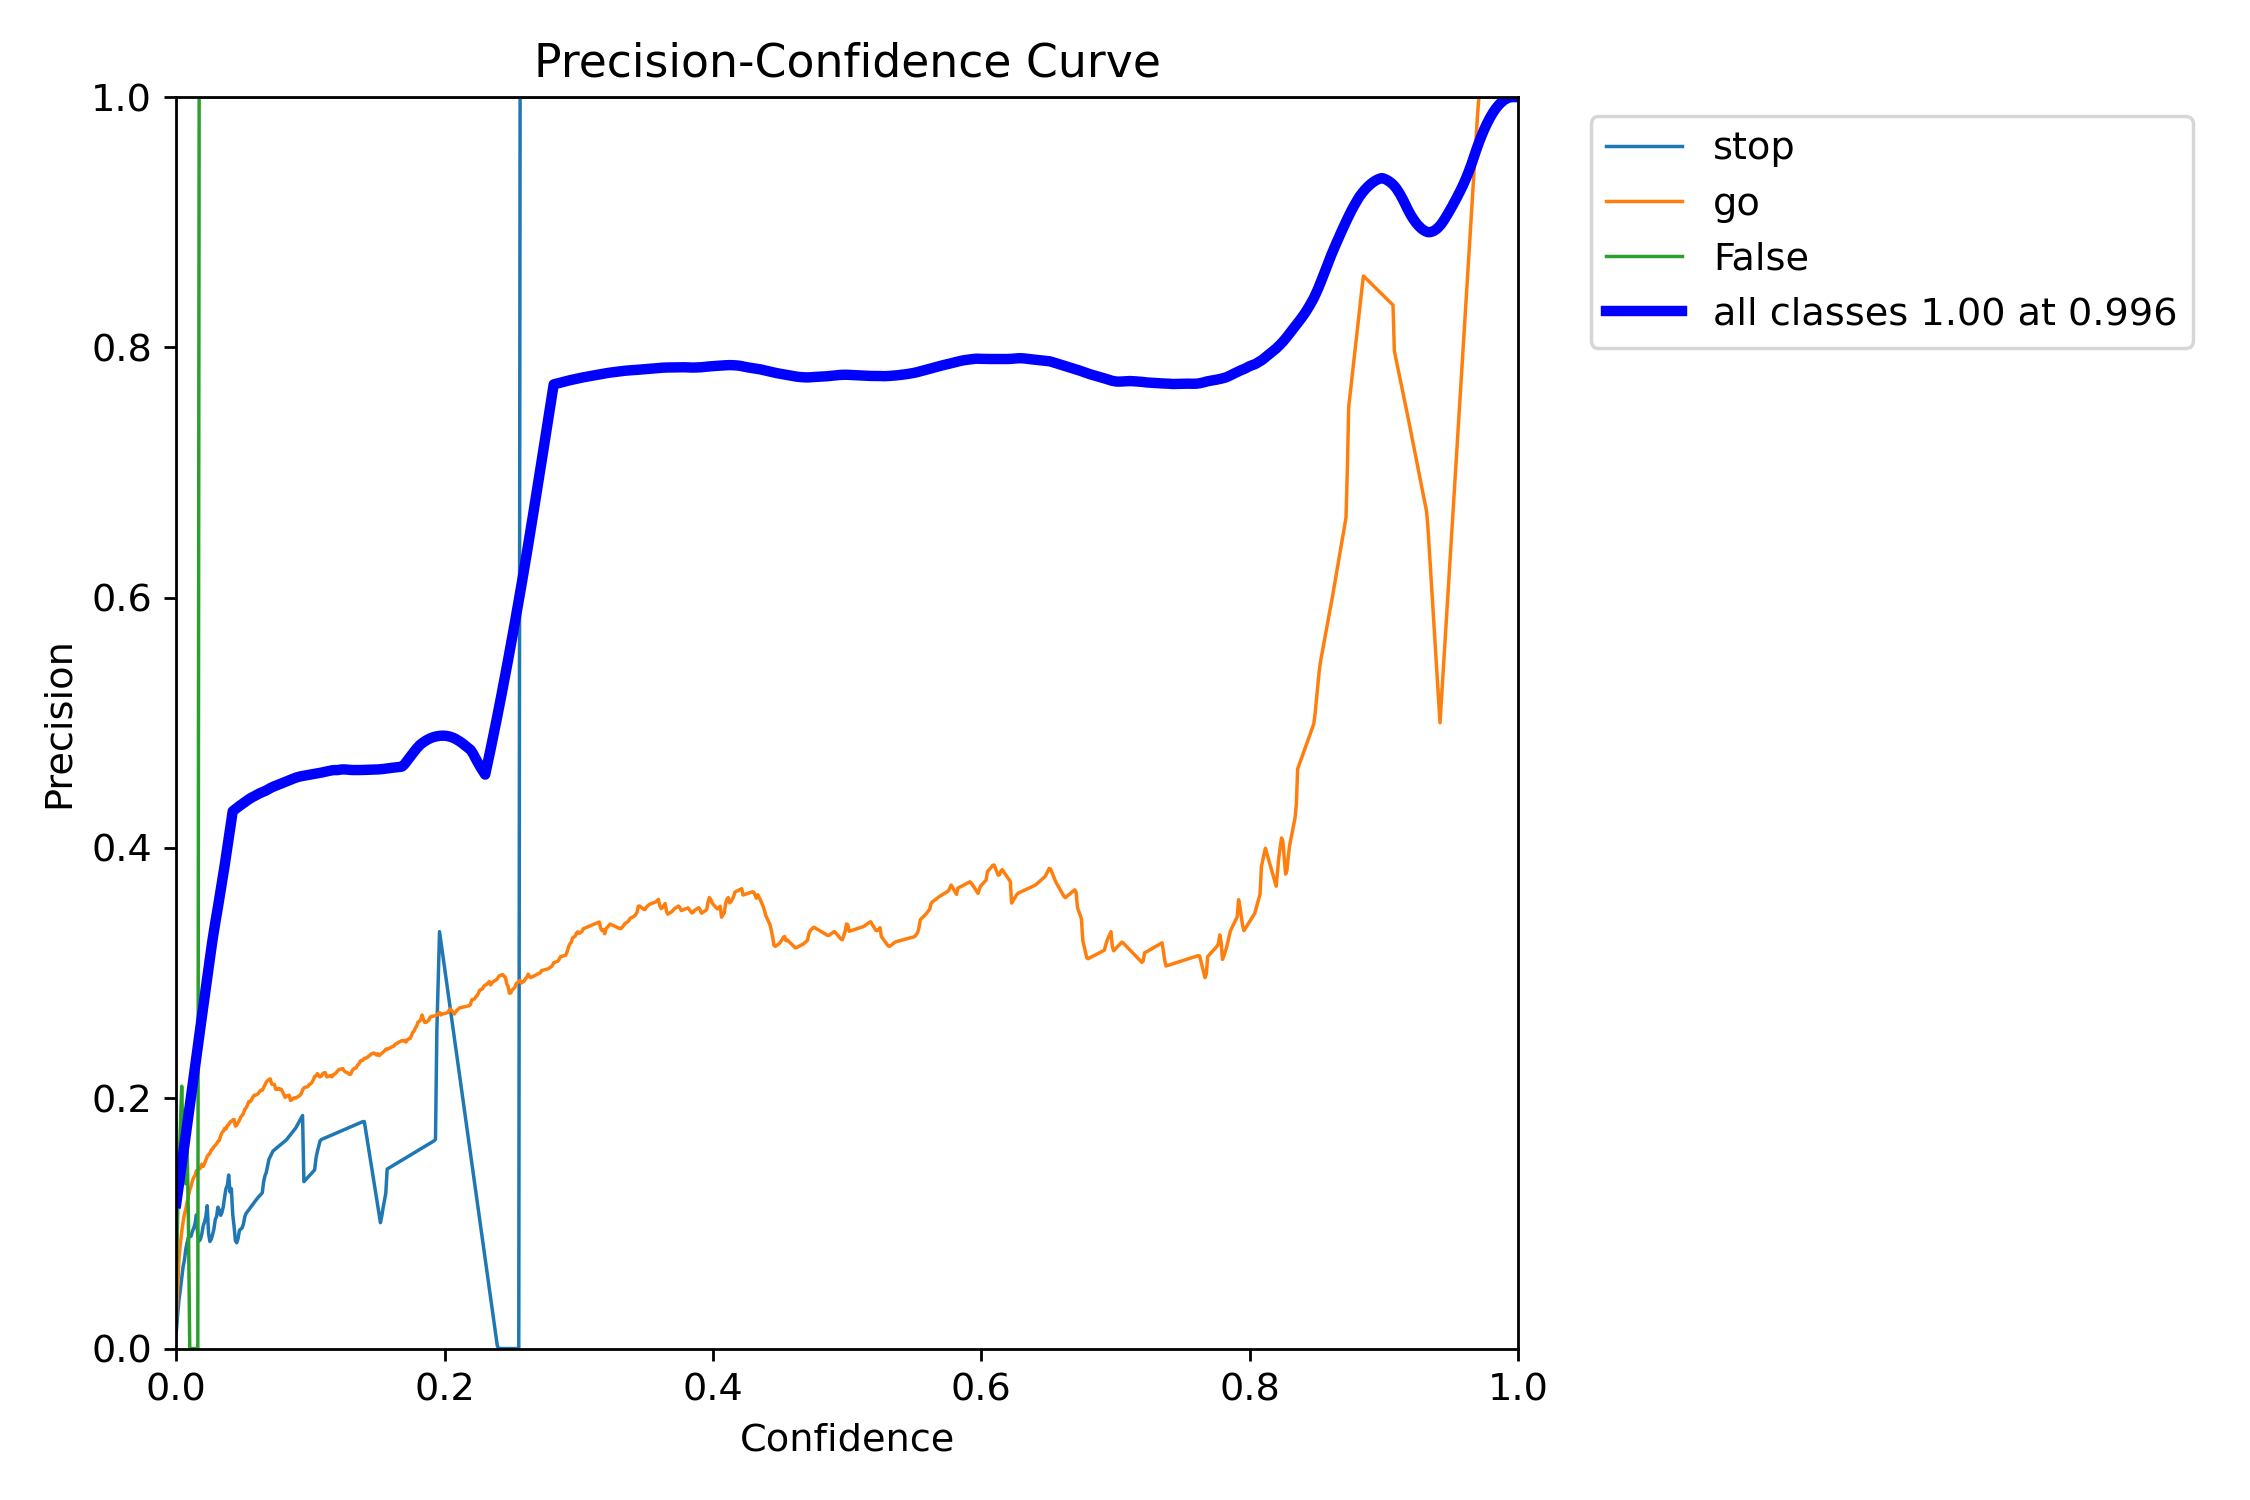 Precision-Confidence Curve
1.0
0.8
0.6
0.4
0.2
0.0
Precision
0.0 0.2 0.4 0.6 0.8 1.0
Confidence
stop
go
False
all classes 1.00 at 0.996